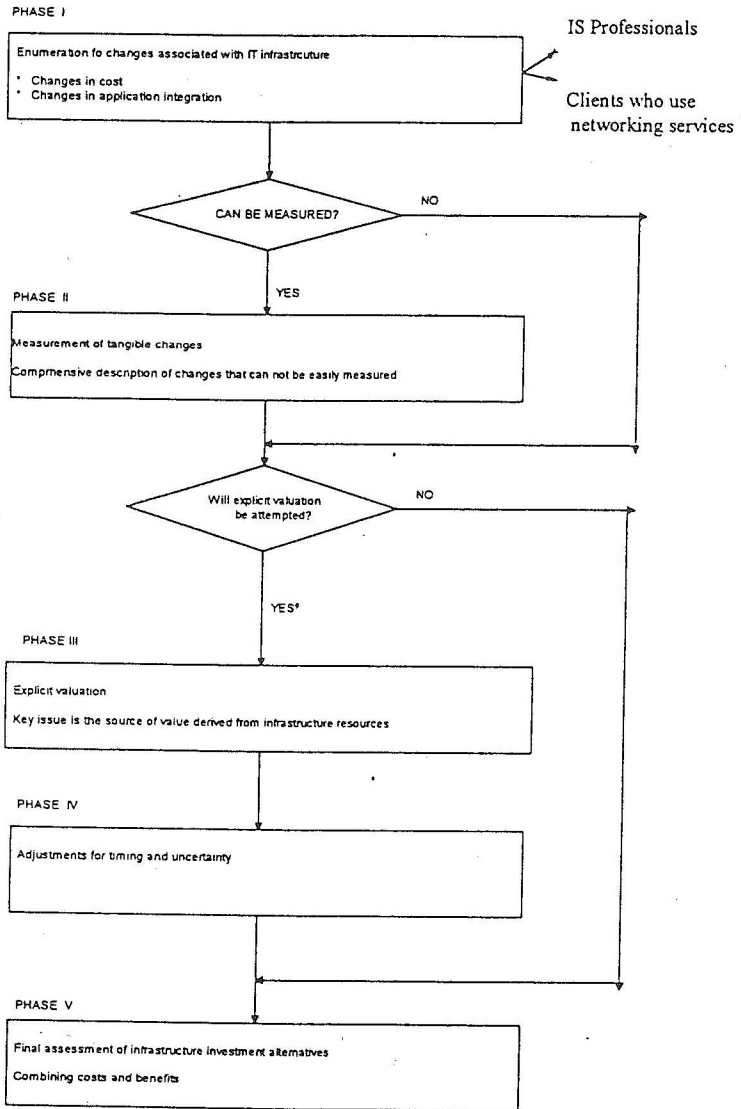 PHASE I
IS Professionals
Enumeration fo changes associated with IT infrastrcuture
* Changes in cost
* Changes in application integration
Clients who use
networking services
CAN BE MEASURED?
NO
YES
PHASE II
Measurement of tangible changes
Comprnensive description of changes that can not be easily measured
Will explicit valuation
be attempted?
NO
YES*
PHASE III
Explicit valuation
Key issue is the source of value derived from infrastructure resources
PHASE IV
Adjustments for timing and uncertainty
PHASE V
Final assessment of infrastructure investment alternatives
Combining costs and benefits